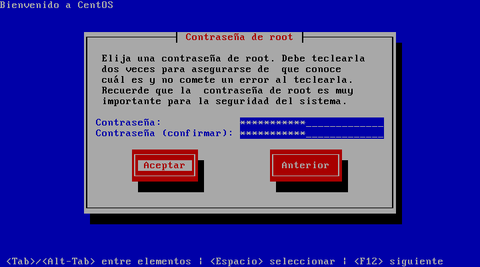 Bienvenido a CentOS
Contraseña de root
Elija una contraseña de root. Debe teclearla
dos veces para asegurarse de  que conoce
cuál es y no comete un error al teclearla.
Recuerde que la  contraseña de root es muy
importante para la seguridad del sistema.
Contraseña: ***********_____________
Contraseña (confirmar): ***********_____________
Aceptar Anterior
<Tab>/<Alt-Tab> entre elementos ¦ <Espacio> seleccionar ¦ <F12> siguiente